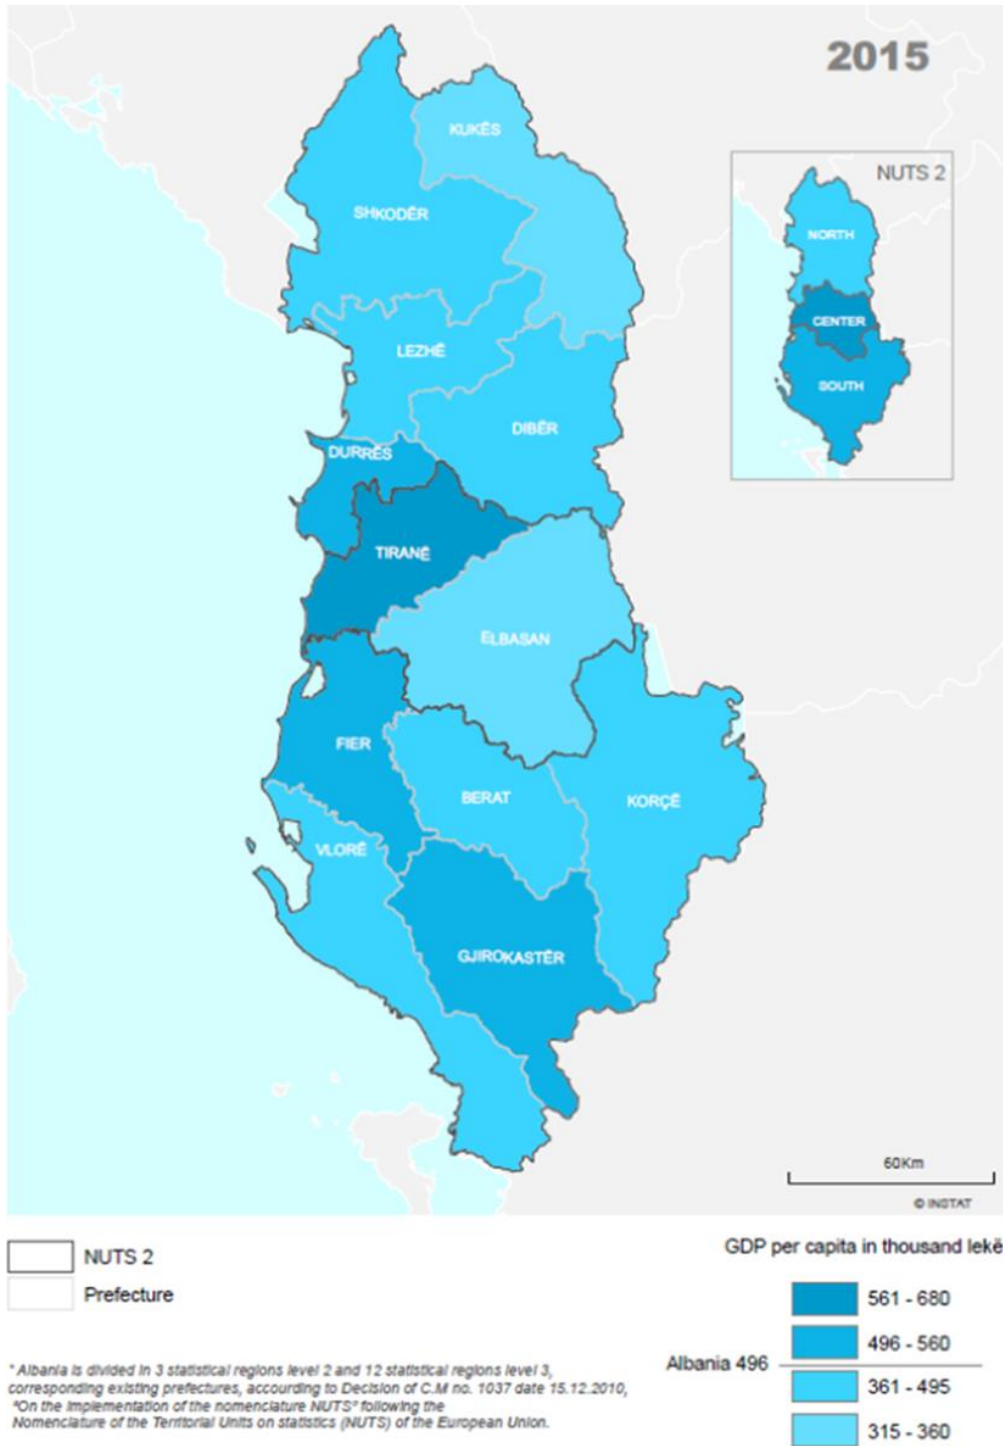 2015
KUKËS
NUTS 2
SHKODËR
NORTH
CENTER
LEZHË
SOUTH
DIBËR
DURRËS
TIRANË
ELBASAN
FIER
BERAT
KORÇË
VLORË
GJIROKASTËR
60Km
© INSTAT
NUTS 2
Prefecture
GDP per capita in thousand lekë
561 - 680
496 - 560
Albania 496
361 - 495
315 - 360
* Albania is divided in 3 statistical regions level 2 and 12 statistical regions level 3,
corresponding existing prefectures, acoording to Decision of C.M no. 1037 date 15.12.2010,
"On the implementation of the nomenclature NUTS" following the
Nomenclature of the Territorial Units on statistics (NUTS) of the European Union.